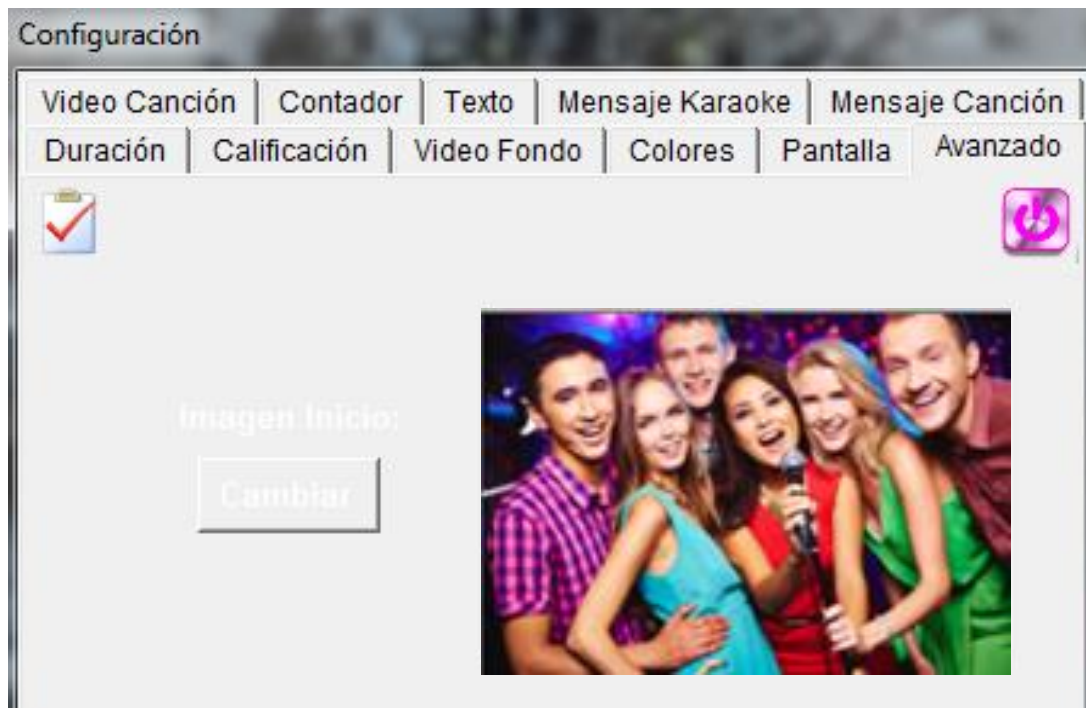 Configuración
Video Canción Contador Texto Mensaje Karaoke Mensaje Canción
Duración Calificación Video Fondo Colores Pantalla Avanzado
Imagen Inicio:
Cambiar